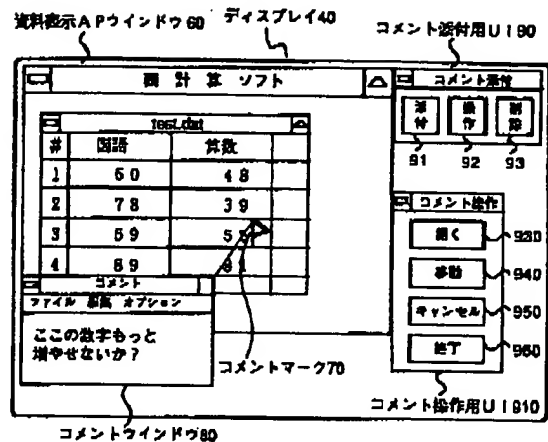 資料表示APウインドウ60
ディスプレイ40
コメント添付用UI90
表計算ソフト
コメント添付
添付
操作
削除
91 92 93
test.dat
# 国語 算数
1 60 48
2 78 39
3 59
4 89
コメント
ファイル 編集 オプション
ここの数字もっと
増やせないか?
コメントマーク70
コメント操作
開く
930
移動
940
キャンセル
950
終了
960
コメント操作用UI910
コメントウインドウ80